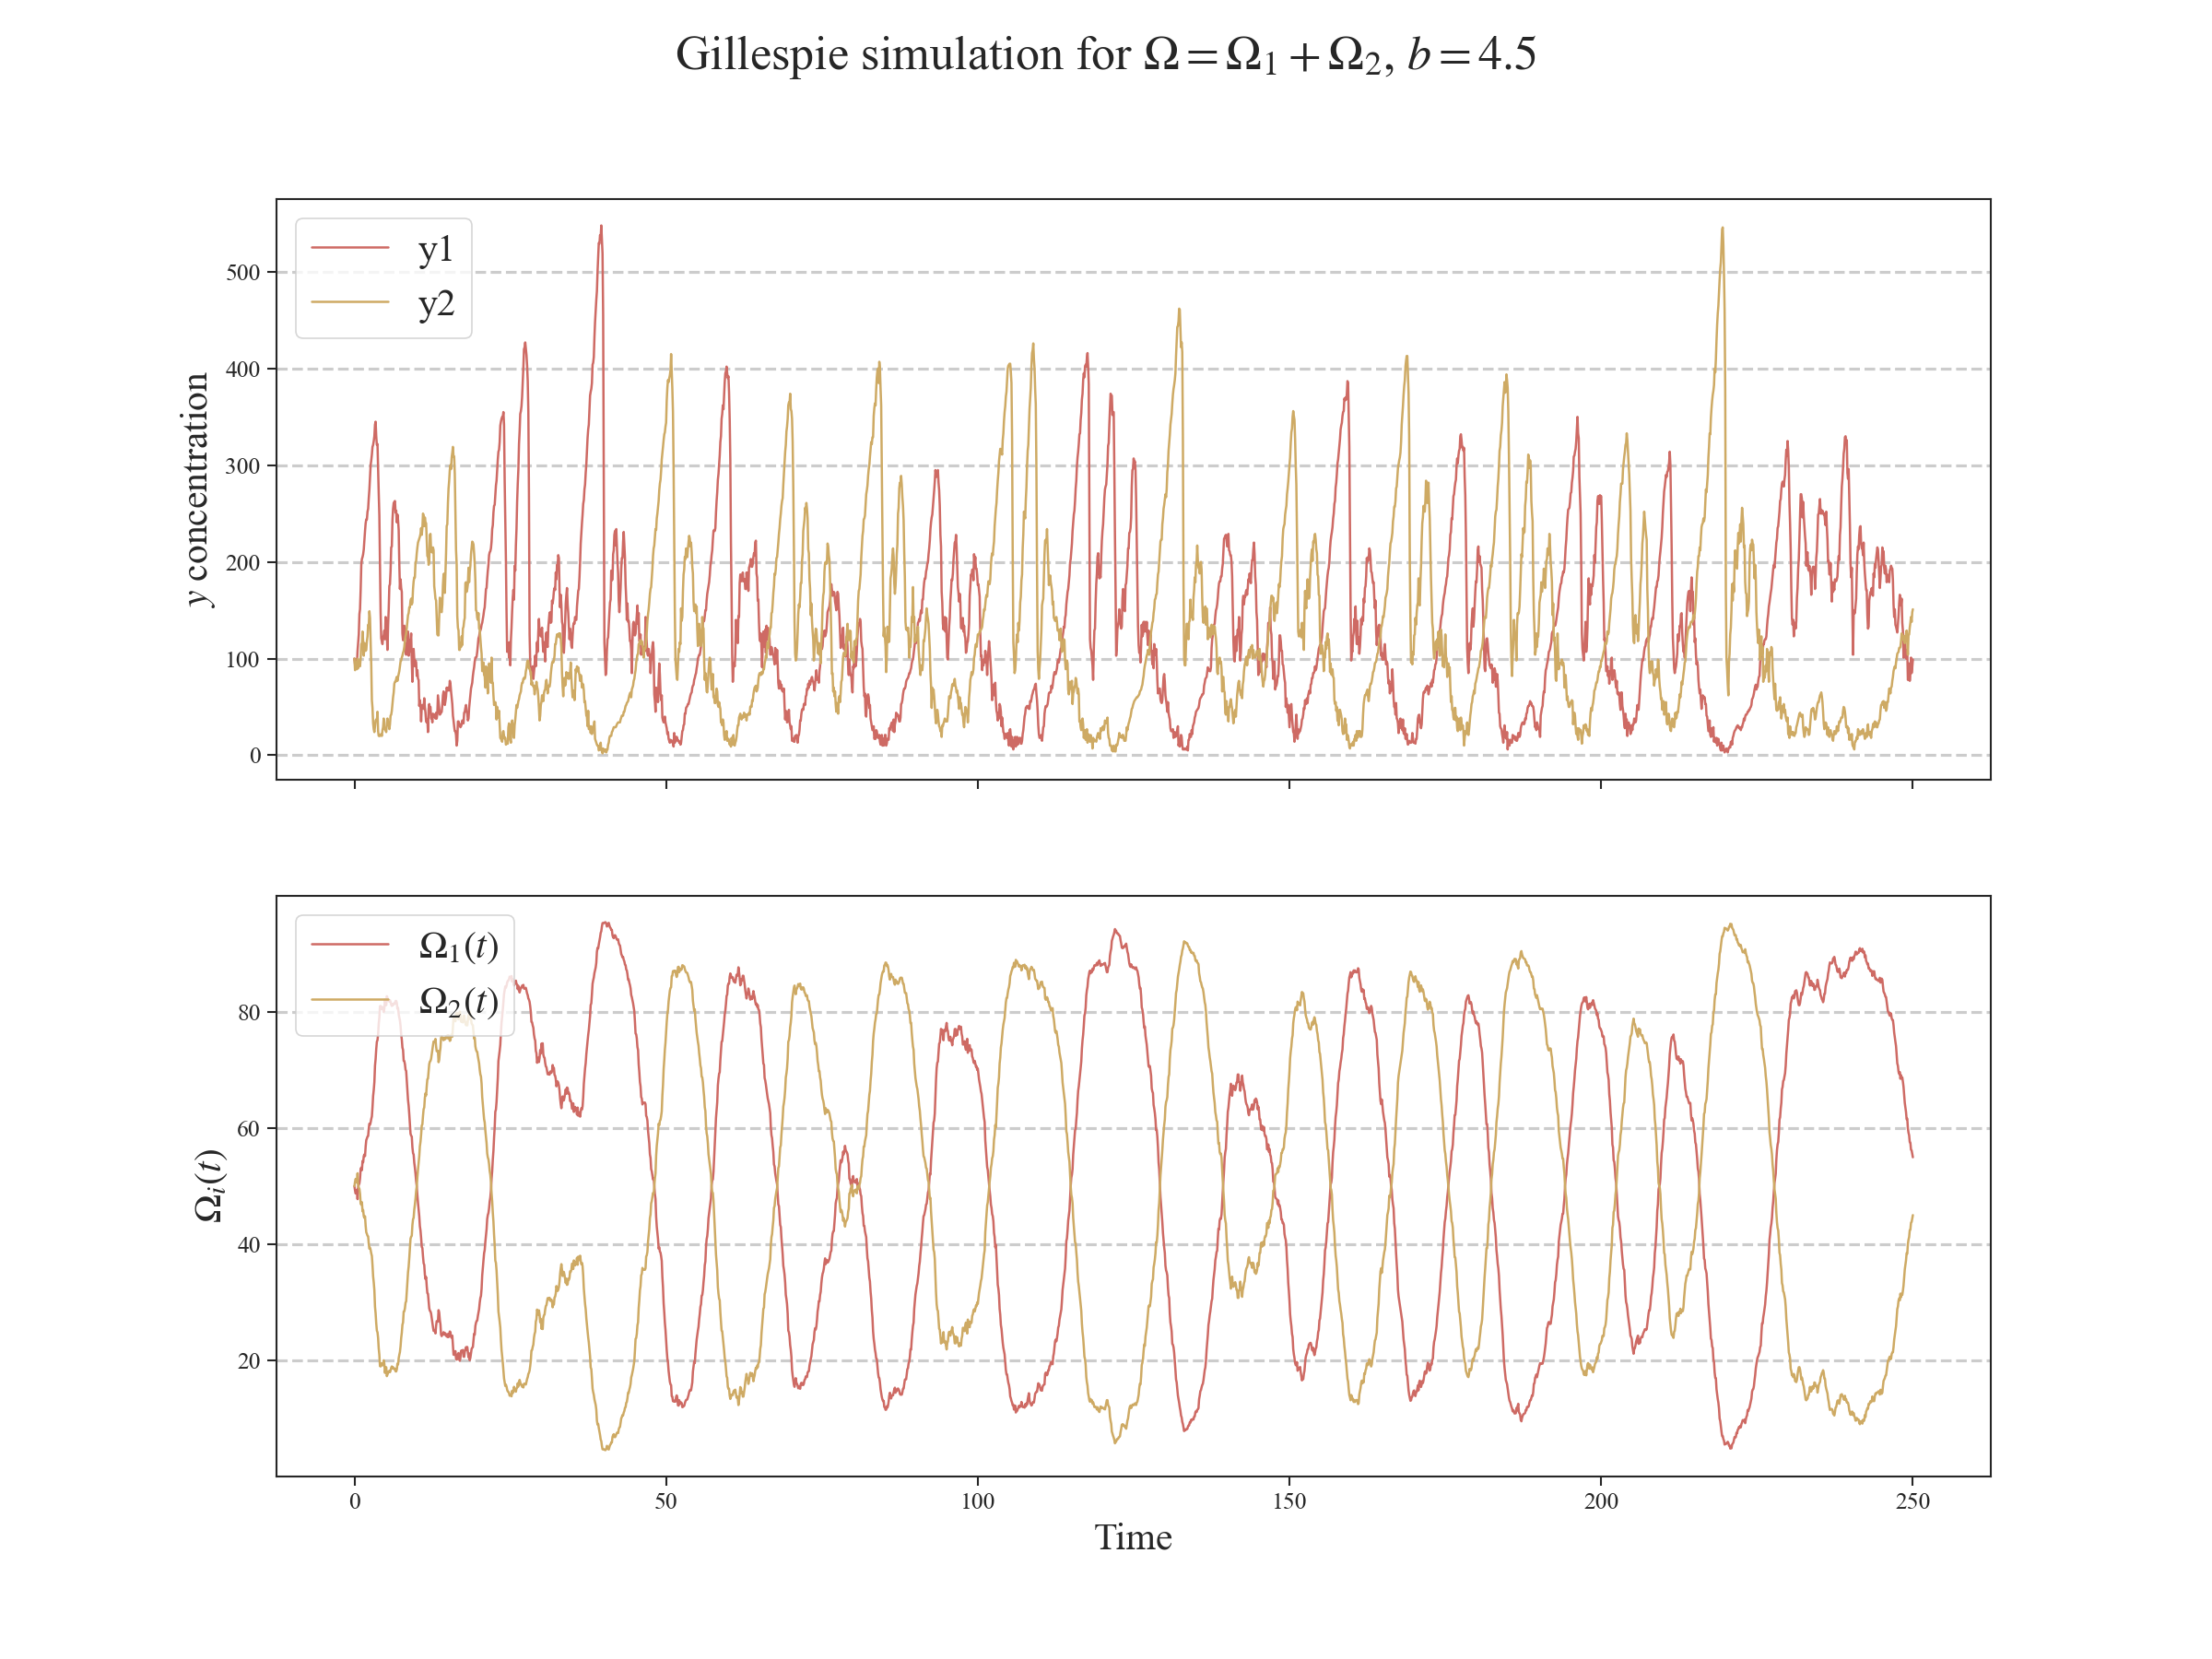 Gillespie simulation for Ω = Ω₁ + Ω₂, b = 4.5
y concentration
500
400
300
200
100
0
y1
y2
Ωᵢ(t)
80
60
40
20
Ω₁(t)
Ω₂(t)
0 50 100 150 200 250
Time